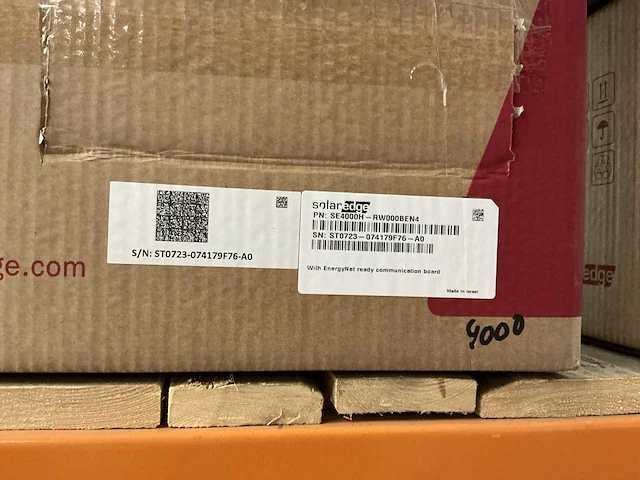 solaredge
PN: SE4000H-RW000BEN4
SN: ST0723-074179F76-A0
S/N: ST0723-074179F76-A0
With EnergyNet ready communication board
Made in Israel
ge.com
edge
4000